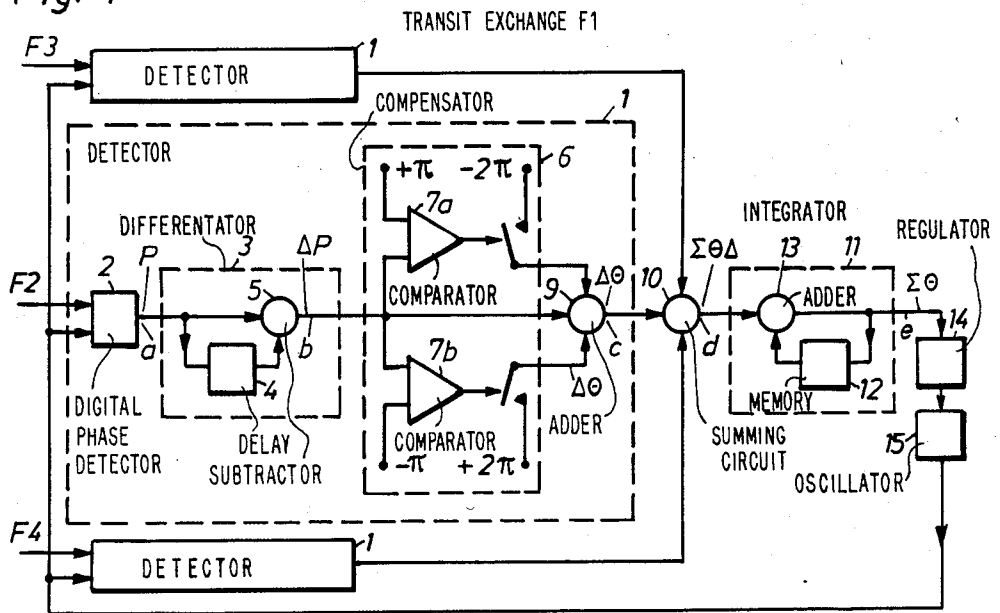 Fig. 1
TRANSIT EXCHANGE F1
F3
DETECTOR
1
COMPENSATOR
1
DETECTOR
+π
-2π
6
7a
DIFFERENTATOR
3
INTEGRATOR
13
11
REGULATOR
2
P
ΔP
F2
5
COMPARATOR
9
ΔΘ
10
ΣΘΔ
ADDER
ΣΘ
a
b
c
d
e
14
7b
4
ΔΘ
MEMORY
12
DIGITAL
PHASE
DETECTOR
DELAY
SUBTRACTOR
COMPARATOR
ADDER
SUMMING
CIRCUIT
15
OSCILLATOR
-π
+2π
F4
DETECTOR
1